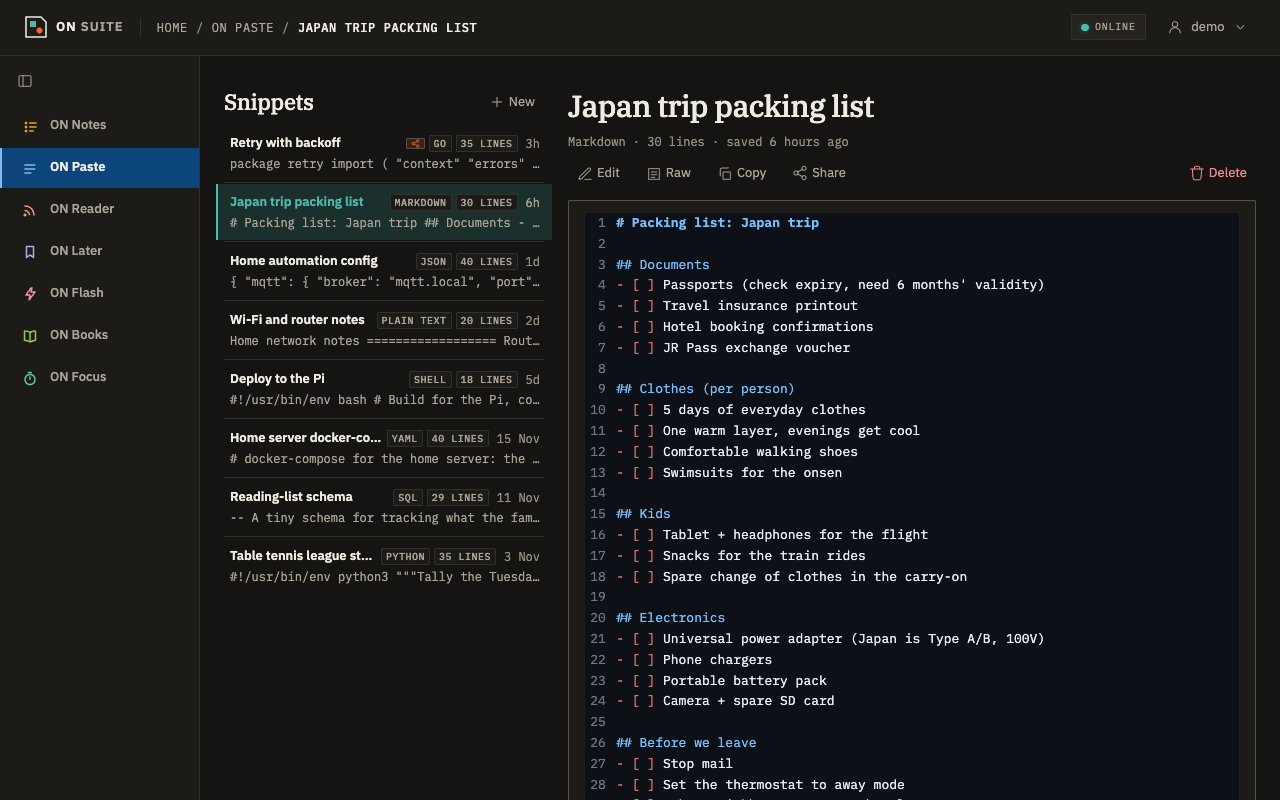 ON SUITE
HOME / ON PASTE / JAPAN TRIP PACKING LIST
ONLINE
demo
ON Notes
ON Paste
ON Reader
ON Later
ON Flash
ON Books
ON Focus
Snippets
New
Retry with backoff GO 35 LINES 3h
package retry import ( "context" "errors" …
Japan trip packing list MARKDOWN 30 LINES 6h
# Packing list: Japan trip ## Documents - …
Home automation config JSON 40 LINES 1d
{ "mqtt": { "broker": "mqtt.local", "port"…
Wi-Fi and router notes PLAIN TEXT 20 LINES 2d
Home network notes ================== Rout…
Deploy to the Pi SHELL 18 LINES 5d
#!/usr/bin/env bash # Build for the Pi, co…
Home server docker-co… YAML 40 LINES 15 Nov
# docker-compose for the home server: the …
Reading-list schema SQL 29 LINES 11 Nov
-- A tiny schema for tracking what the fam…
Table tennis league st… PYTHON 35 LINES 3 Nov
#!/usr/bin/env python3 """Tally the Tuesda…
Japan trip packing list
Markdown · 30 lines · saved 6 hours ago
Edit Raw Copy Share Delete
1 # Packing list: Japan trip
2
3 ## Documents
4 - [ ] Passports (check expiry, need 6 months' validity)
5 - [ ] Travel insurance printout
6 - [ ] Hotel booking confirmations
7 - [ ] JR Pass exchange voucher
8
9 ## Clothes (per person)
10 - [ ] 5 days of everyday clothes
11 - [ ] One warm layer, evenings get cool
12 - [ ] Comfortable walking shoes
13 - [ ] Swimsuits for the onsen
14
15 ## Kids
16 - [ ] Tablet + headphones for the flight
17 - [ ] Snacks for the train rides
18 - [ ] Spare change of clothes in the carry-on
19
20 ## Electronics
21 - [ ] Universal power adapter (Japan is Type A/B, 100V)
22 - [ ] Phone chargers
23 - [ ] Portable battery pack
24 - [ ] Camera + spare SD card
25
26 ## Before we leave
27 - [ ] Stop mail
28 - [ ] Set the thermostat to away mode